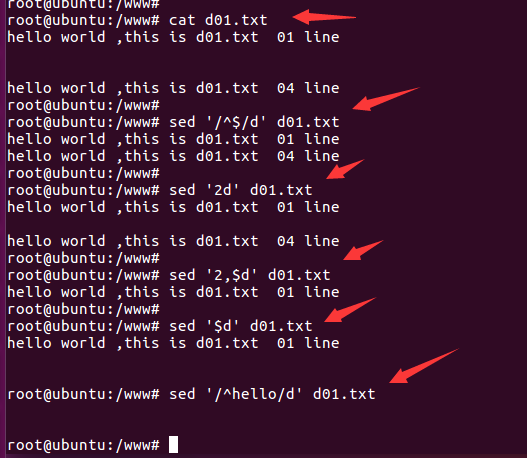 root@ubuntu:/www#
root@ubuntu:/www# cat d01.txt
hello world ,this is d01.txt  01 line
hello world ,this is d01.txt  04 line
root@ubuntu:/www#
root@ubuntu:/www# sed '/^$/d' d01.txt
hello world ,this is d01.txt  01 line
hello world ,this is d01.txt  04 line
root@ubuntu:/www#
root@ubuntu:/www# sed '2d' d01.txt
hello world ,this is d01.txt  01 line
hello world ,this is d01.txt  04 line
root@ubuntu:/www#
root@ubuntu:/www# sed '2,$d' d01.txt
hello world ,this is d01.txt  01 line
root@ubuntu:/www#
root@ubuntu:/www# sed '$d' d01.txt
hello world ,this is d01.txt  01 line
root@ubuntu:/www# sed '/^hello/d' d01.txt
root@ubuntu:/www#